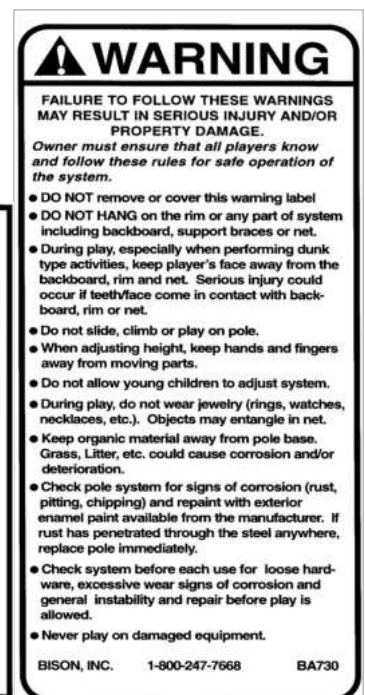 WARNING
FAILURE TO FOLLOW THESE WARNINGS
MAY RESULT IN SERIOUS INJURY AND/OR
PROPERTY DAMAGE.
Owner must ensure that all players know
and follow these rules for safe operation of
the system.
● DO NOT remove or cover this warning label
● DO NOT HANG on the rim or any part of system
including backboard, support braces or net.
● During play, especially when performing dunk
type activities, keep player's face away from the
backboard, rim and net. Serious injury could
occur if teeth/face come in contact with back-
board, rim or net.
● Do not slide, climb or play on pole.
● When adjusting height, keep hands and fingers
away from moving parts.
● Do not allow young children to adjust system.
● During play, do not wear jewelry (rings, watches,
necklaces, etc.). Objects may entangle in net.
● Keep organic material away from pole base.
Grass, Litter, etc. could cause corrosion and/or
deterioration.
● Check pole system for signs of corrosion (rust,
pitting, chipping) and repaint with exterior
enamel paint available from the manufacturer. If
rust has penetrated through the steel anywhere,
replace pole immediately.
● Check system before each use for loose hard-
ware, excessive wear signs of corrosion and
general instability and repair before play is
allowed.
● Never play on damaged equipment.
BISON, INC. 1-800-247-7668 BA730